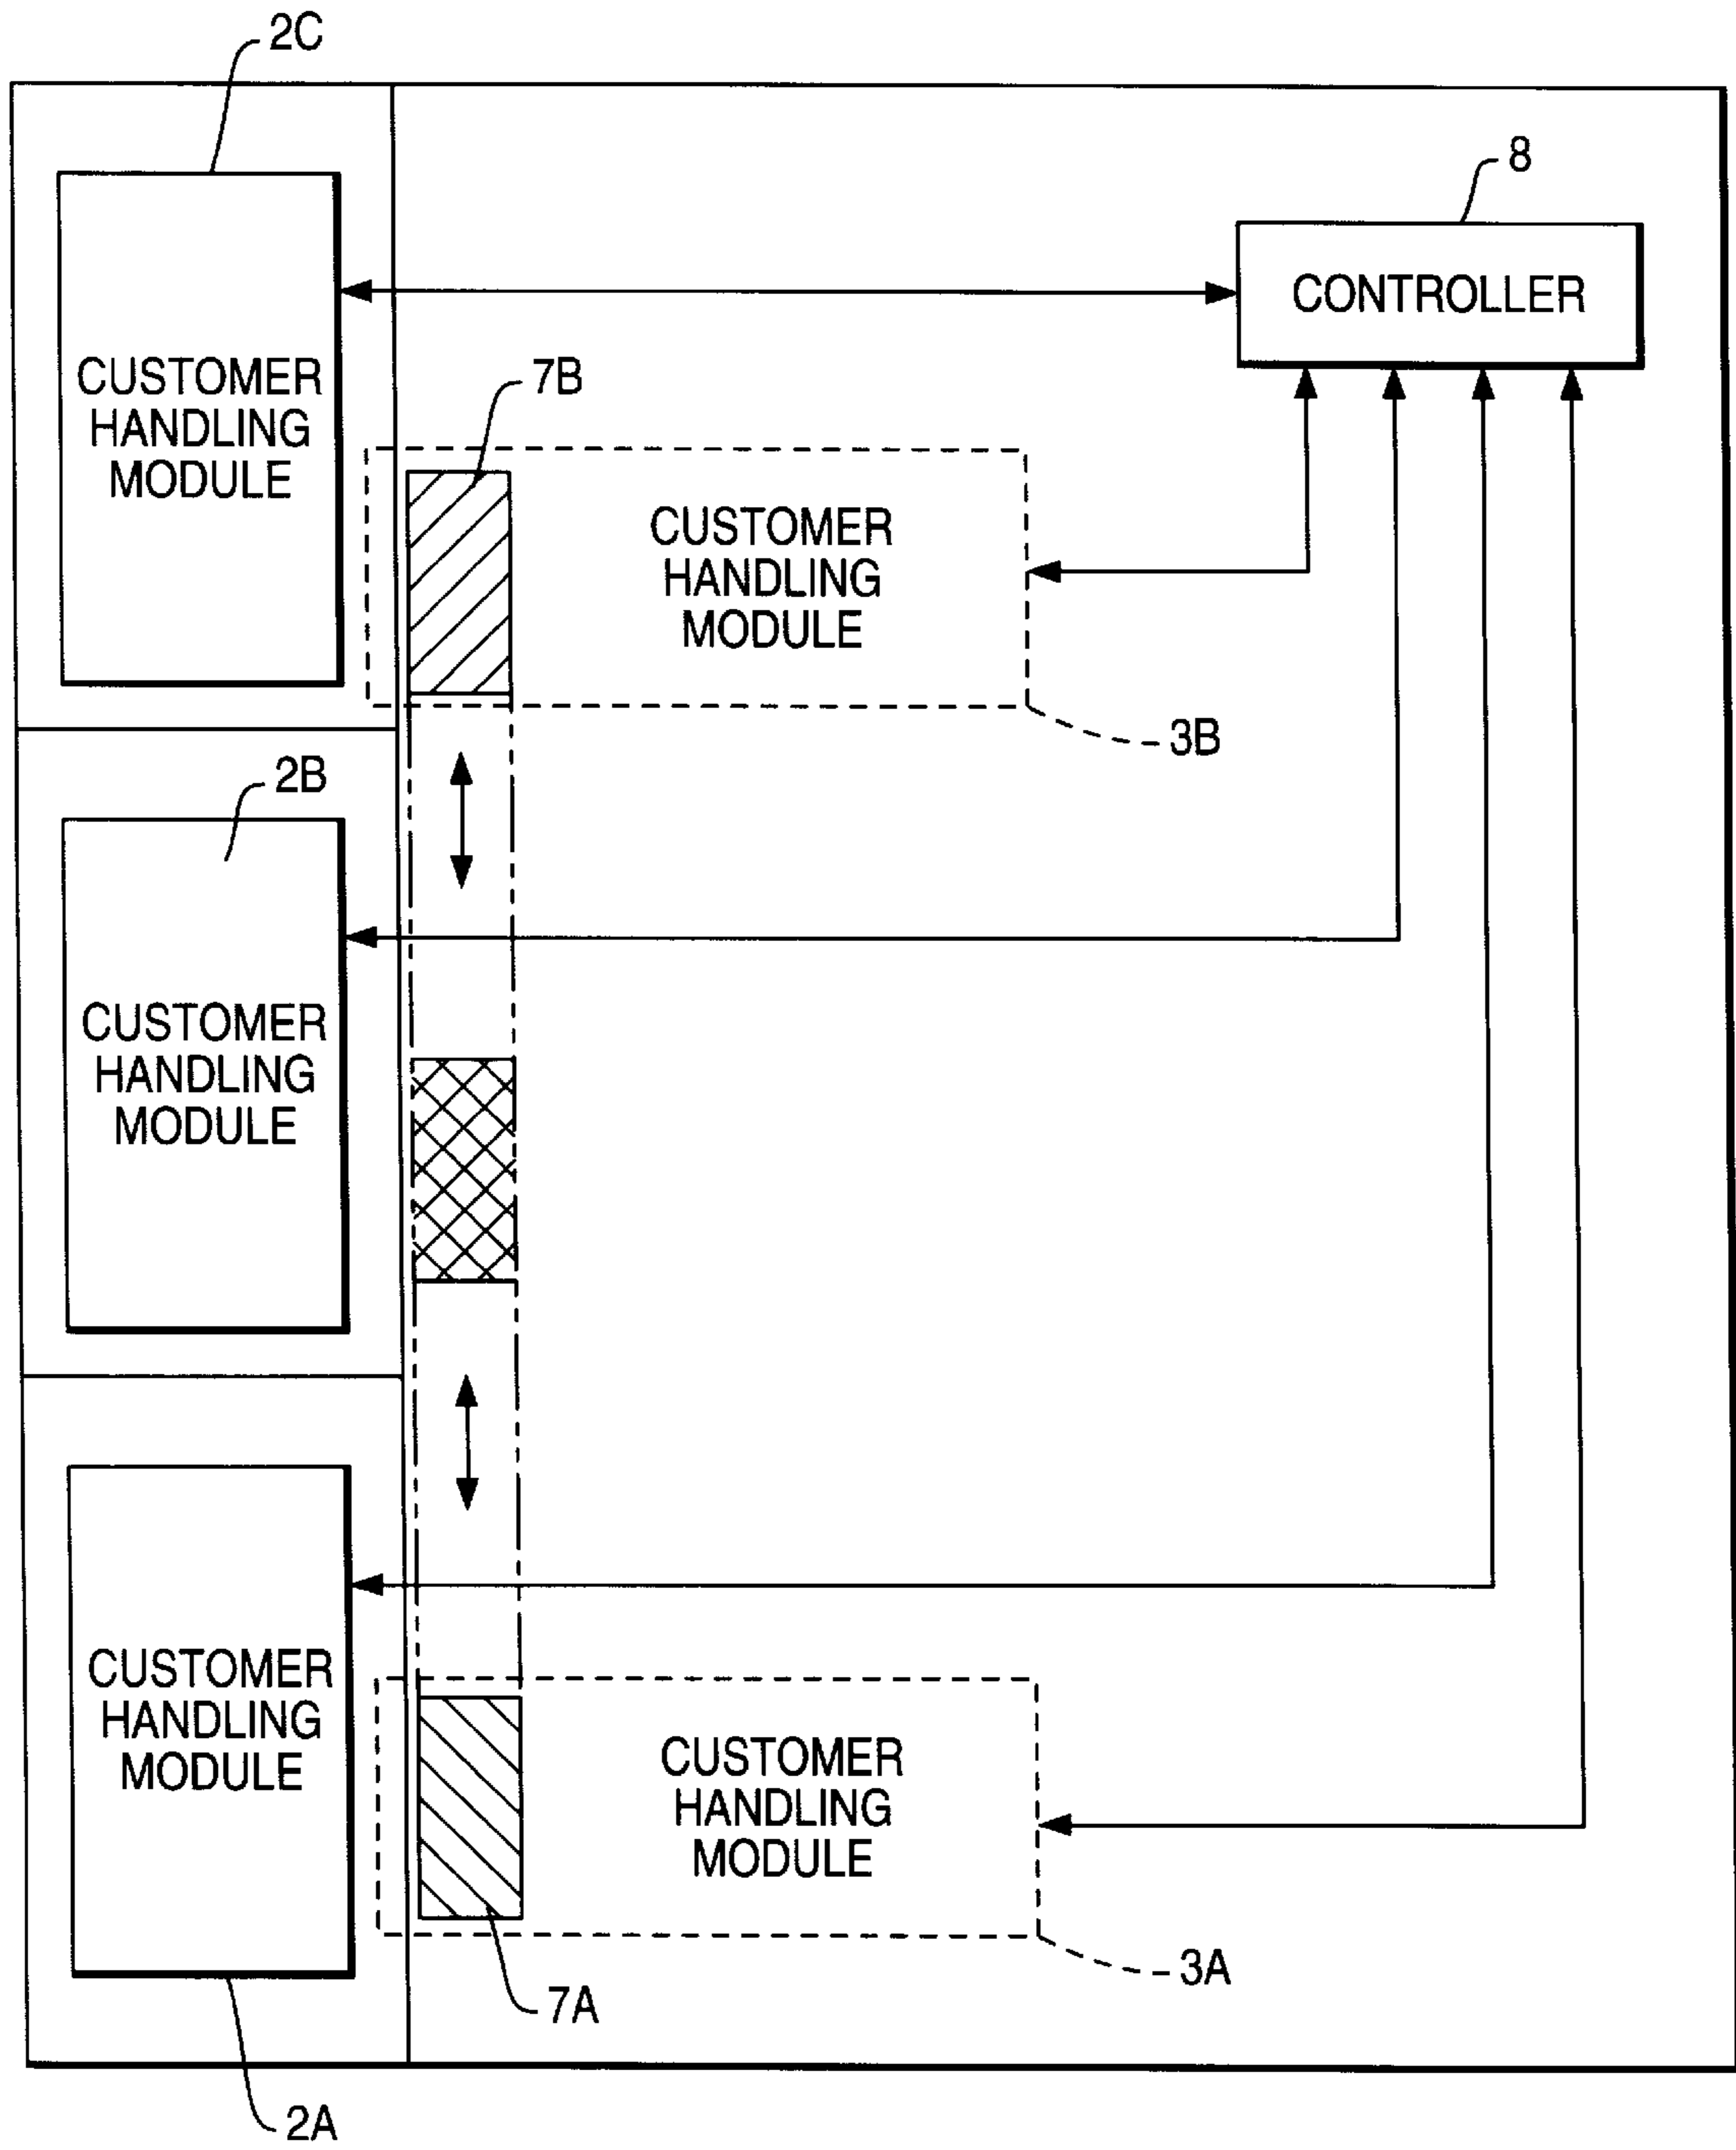 2C
8
CONTROLLER
CUSTOMER
HANDLING
MODULE
7B
CUSTOMER
HANDLING
MODULE
3B
2B
CUSTOMER
HANDLING
MODULE
CUSTOMER
HANDLING
MODULE
CUSTOMER
HANDLING
MODULE
3A
7A
2A